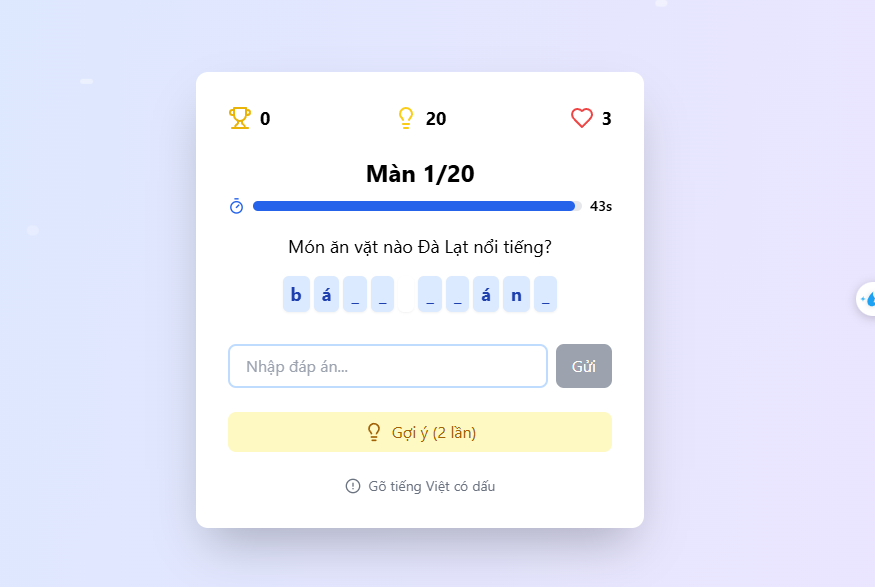 0 20 3
Màn 1/20
43s
Món ăn vặt nào Đà Lạt nổi tiếng?
b á _ _ _ _ á n _
Nhập đáp án... Gửi
Gợi ý (2 lần)
Gõ tiếng Việt có dấu